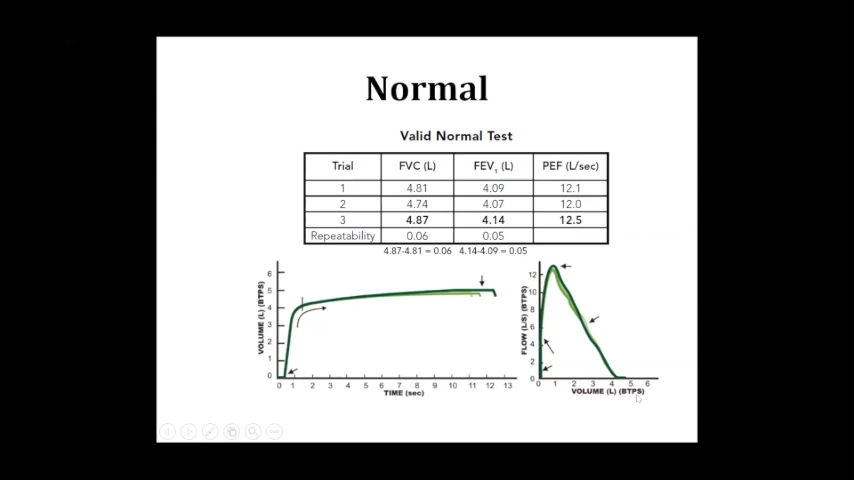 Normal
Valid Normal Test
Trial FVC (L) FEV1 (L) PEF (L/sec)
1 4.81 4.09 12.1
2 4.74 4.07 12.0
3 4.87 4.14 12.5
Repeatability 0.06 0.05
4.87-4.81 = 0.06 4.14-4.09 = 0.05
VOLUME (L) (BTPS)
6
5
4
3
2
1
0
0 1 2 3 4 5 6 7 8 9 10 11 12 13
TIME (sec)
FLOW (L/S) (BTPS)
12
10
8
6
4
2
0
0 1 2 3 4 5 6
VOLUME (L) (BTPS)